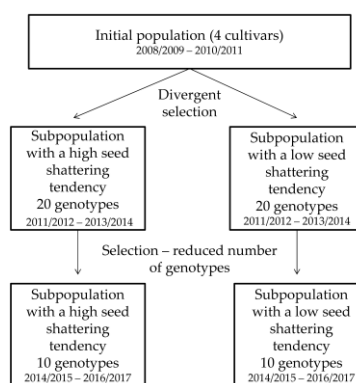 Initial population (4 cultivars)
2008/2009 – 2010/2011
Divergent
selection
Subpopulation
with a high seed
shattering
tendency
20 genotypes
2011/2012 – 2013/2014
Subpopulation
with a low seed
shattering
tendency
20 genotypes
2011/2012 – 2013/2014
Selection – reduced number
of genotypes
Subpopulation
with a high seed
shattering
tendency
10 genotypes
2014/2015 – 2016/2017
Subpopulation
with a low seed
shattering
tendency
10 genotypes
2014/2015 – 2016/2017